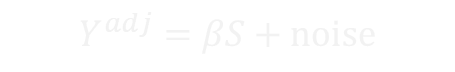 Y^{adj} = βS + noise